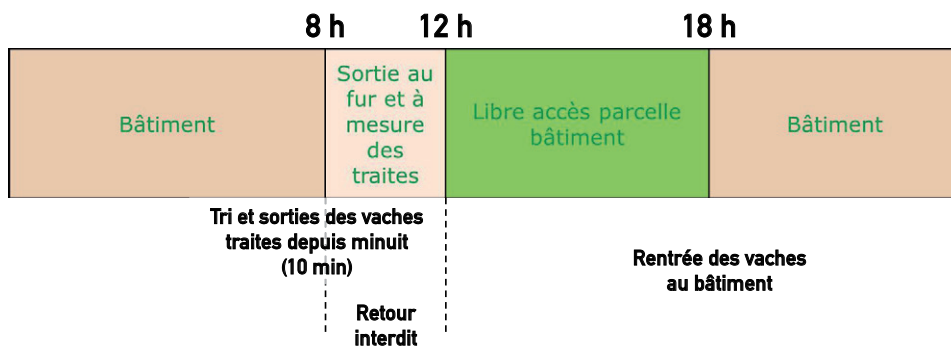 8 h
12 h
18 h
Bâtiment
Sortie au
fur et à
mesure
des
traites
Libre accès parcelle
bâtiment
Bâtiment
Tri et sorties des vaches
traites depuis minuit
(10 min)
Retour
interdit
Rentrée des vaches
au bâtiment